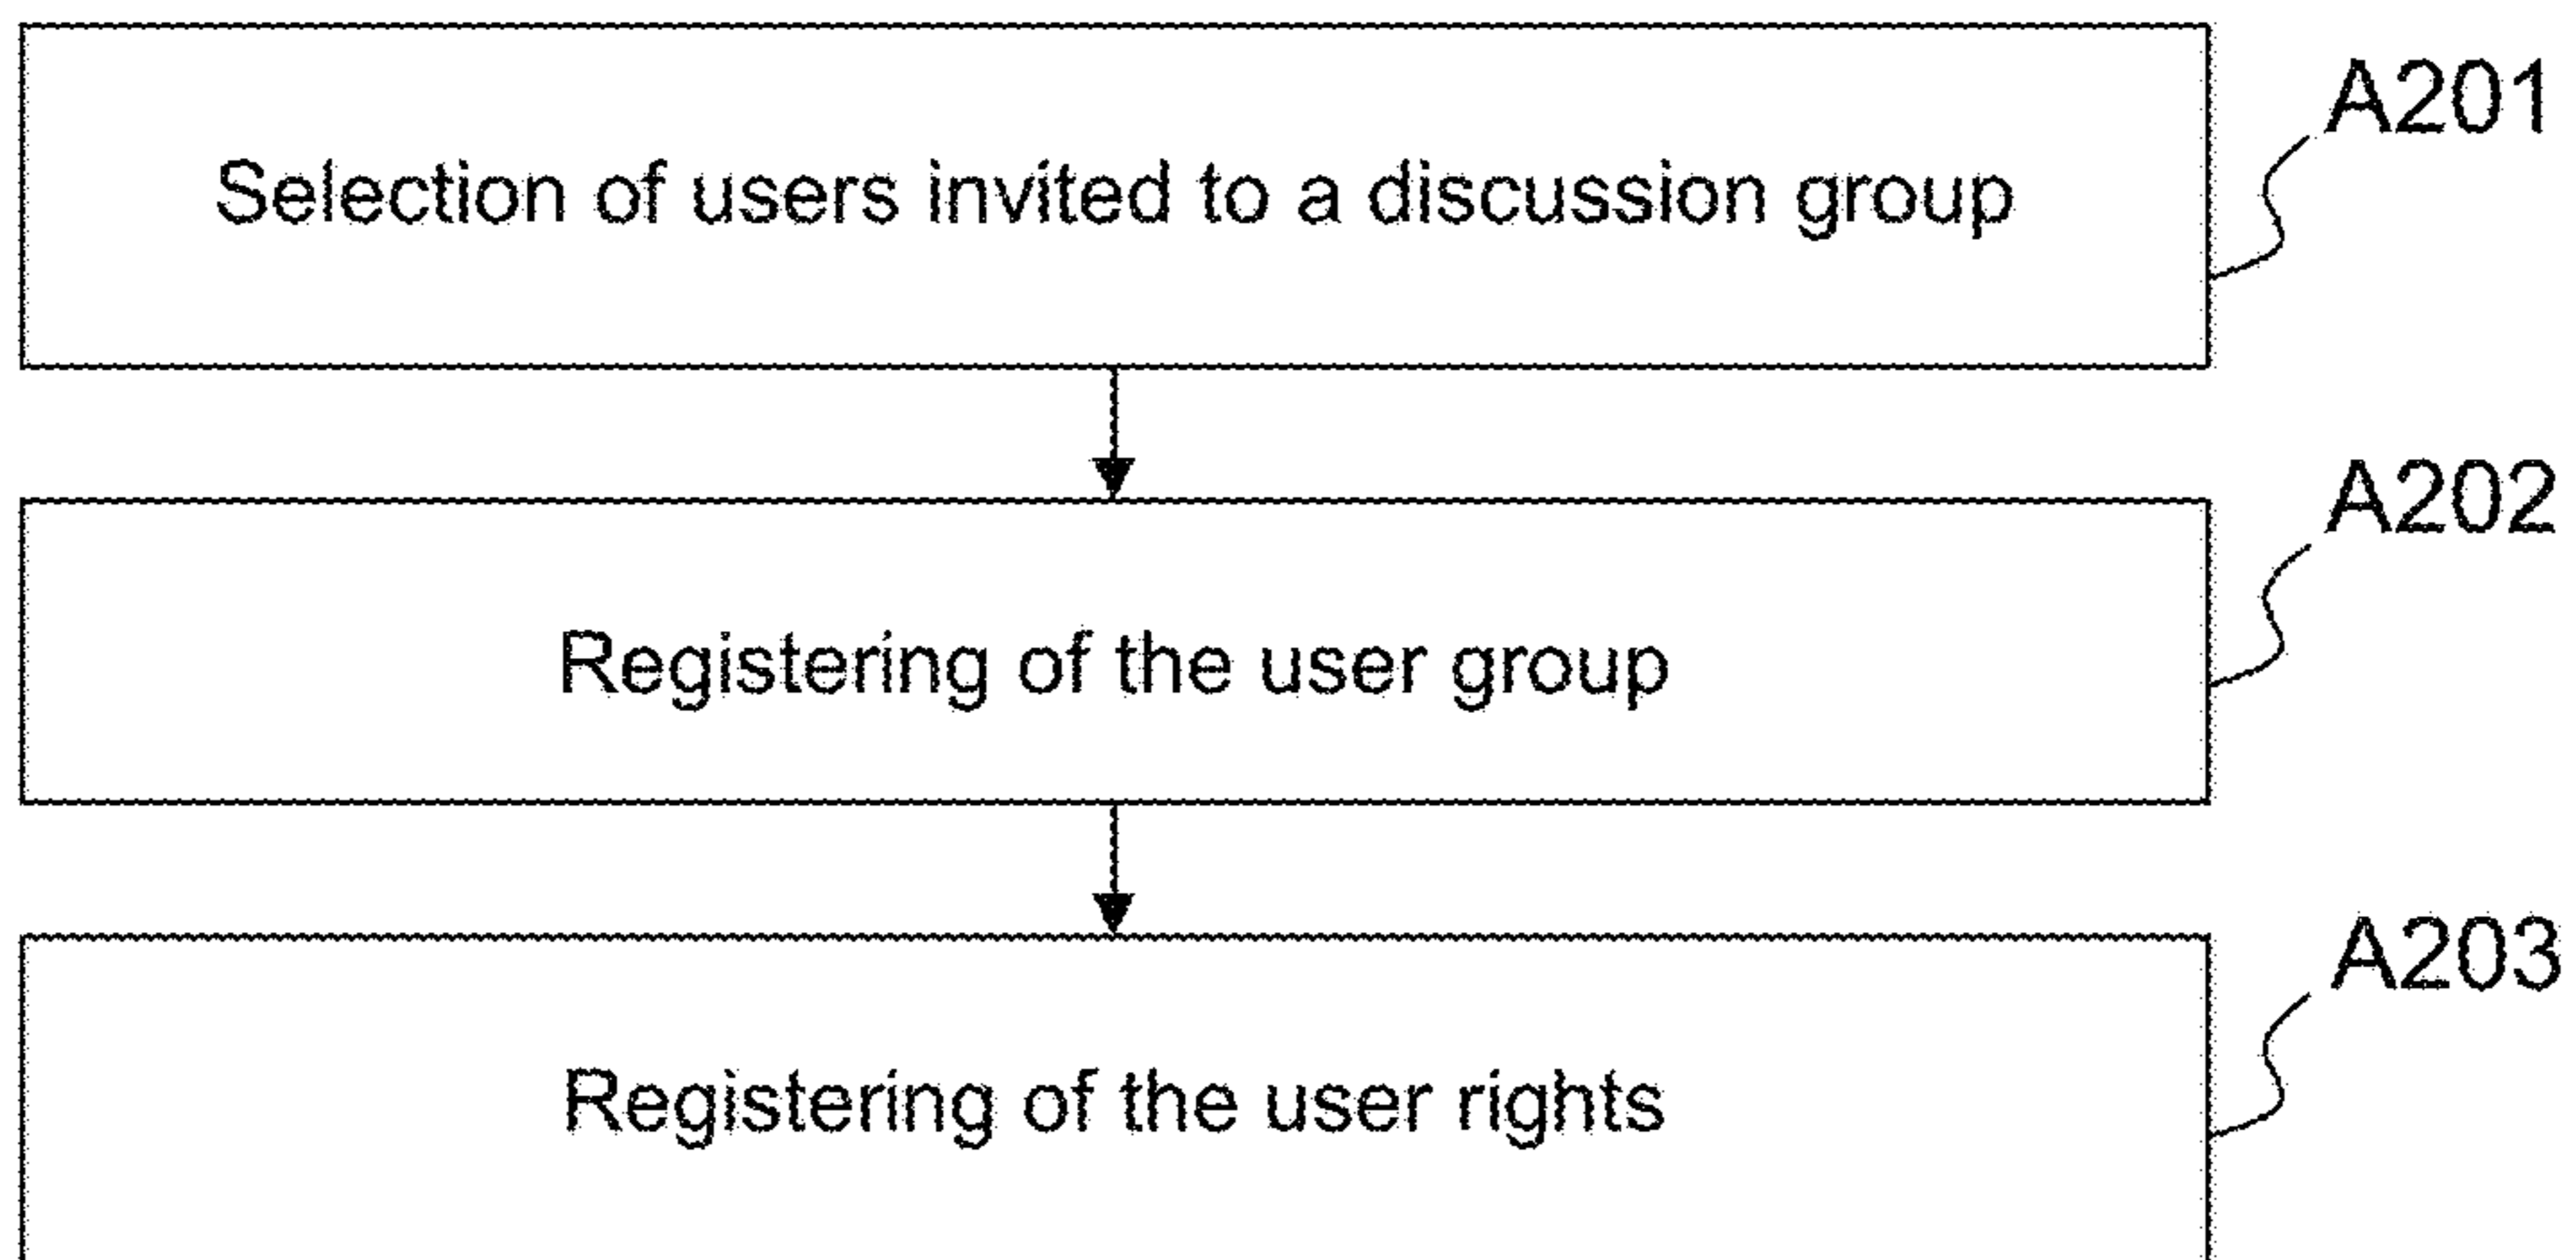 A201
Selection of users invited to a discussion group
A202
Registering of the user group
A203
Registering of the user rights